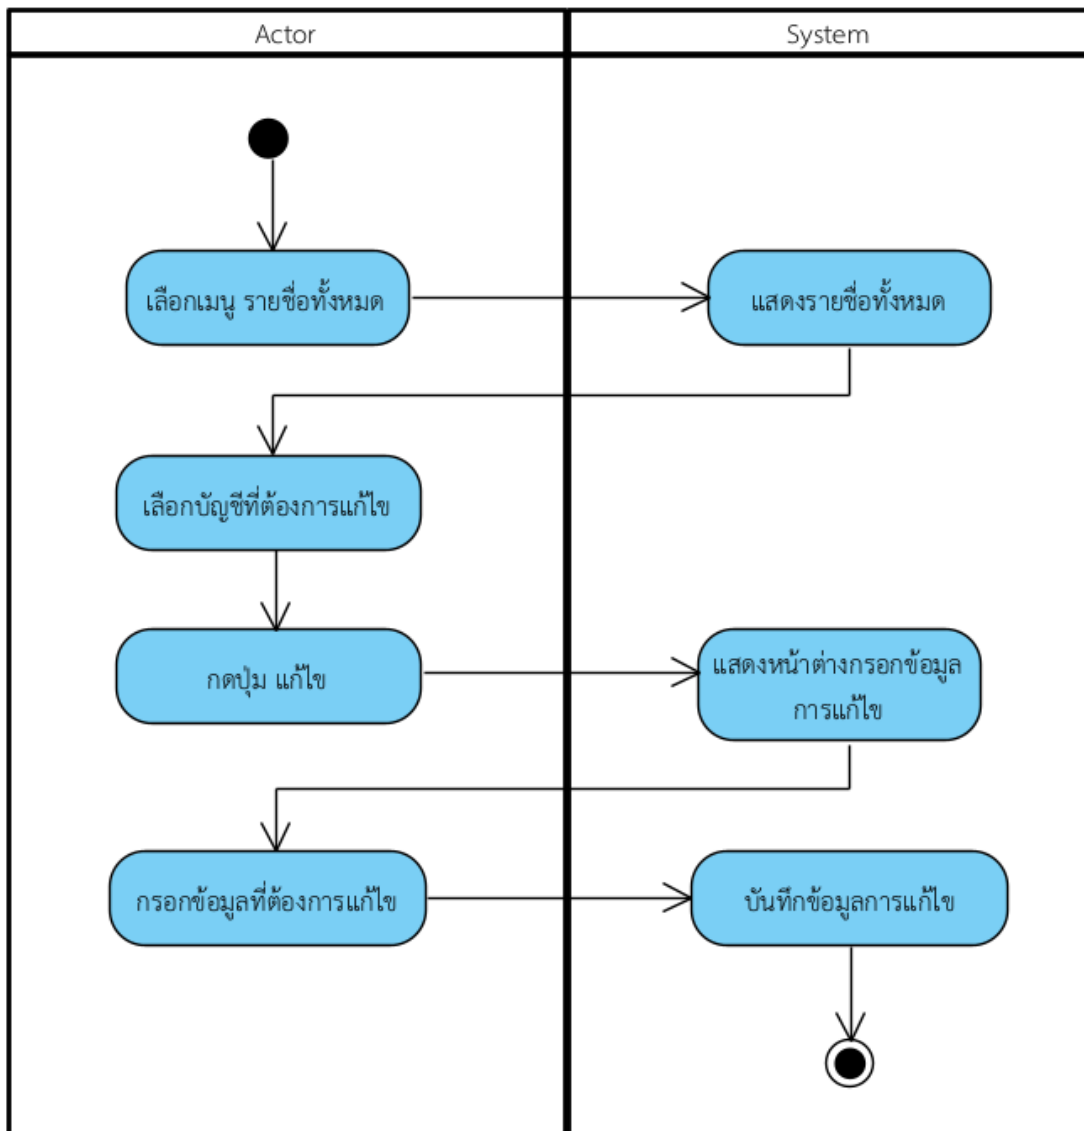 Actor
System
เลือกเมนู รายชื่อทั้งหมด
แสดงรายชื่อทั้งหมด
เลือกบัญชีที่ต้องการแก้ไข
กดปุ่ม แก้ไข
แสดงหน้าต่างกรอกข้อมูล
การแก้ไข
กรอกข้อมูลที่ต้องการแก้ไข
บันทึกข้อมูลการแก้ไข